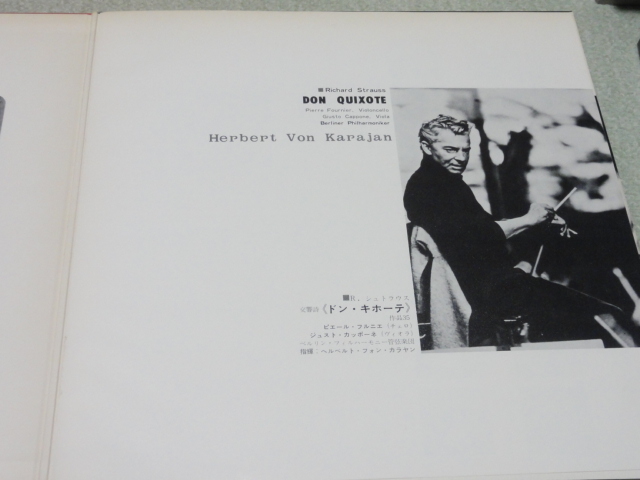 ■Richard Strauss
DON QUIXOTE
Pierre Fournier, Violoncello
Giusto Cappone, Viola
Berliner Philharmoniker
Herbert Von Karajan
■R. シュトラウス
交響詩《ドン・キホーテ》
作品35
ピエール・フルニエ (チェロ)
ジュスト・カッポーネ (ヴィオラ)
ベルリン・フィルハーモニー管弦楽団
指揮：ヘルベルト・フォン・カラヤン